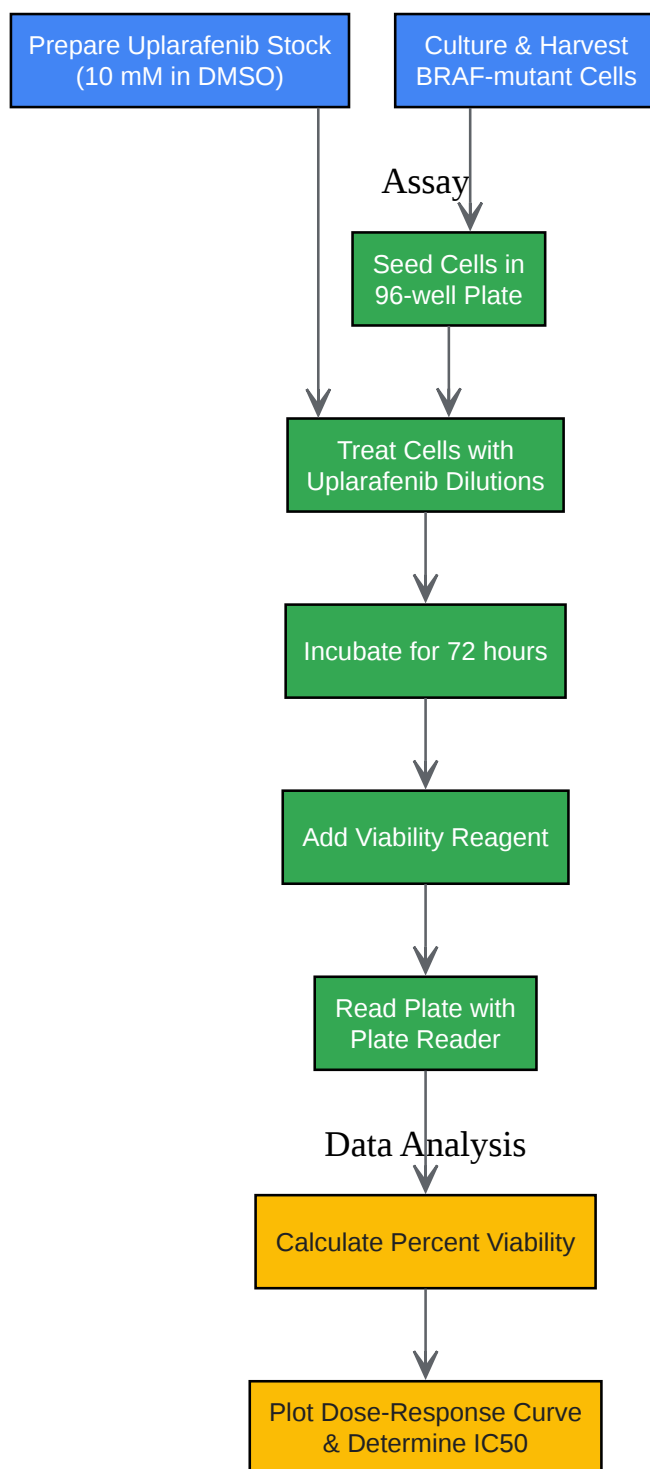 Prepare Uplarafenib Stock
(10 mM in DMSO)
Culture & Harvest
BRAF-mutant Cells
Assay
Seed Cells in
96-well Plate
Treat Cells with
Uplarafenib Dilutions
Incubate for 72 hours
Add Viability Reagent
Read Plate with
Plate Reader
Data Analysis
Calculate Percent Viability
Plot Dose-Response Curve
& Determine IC50